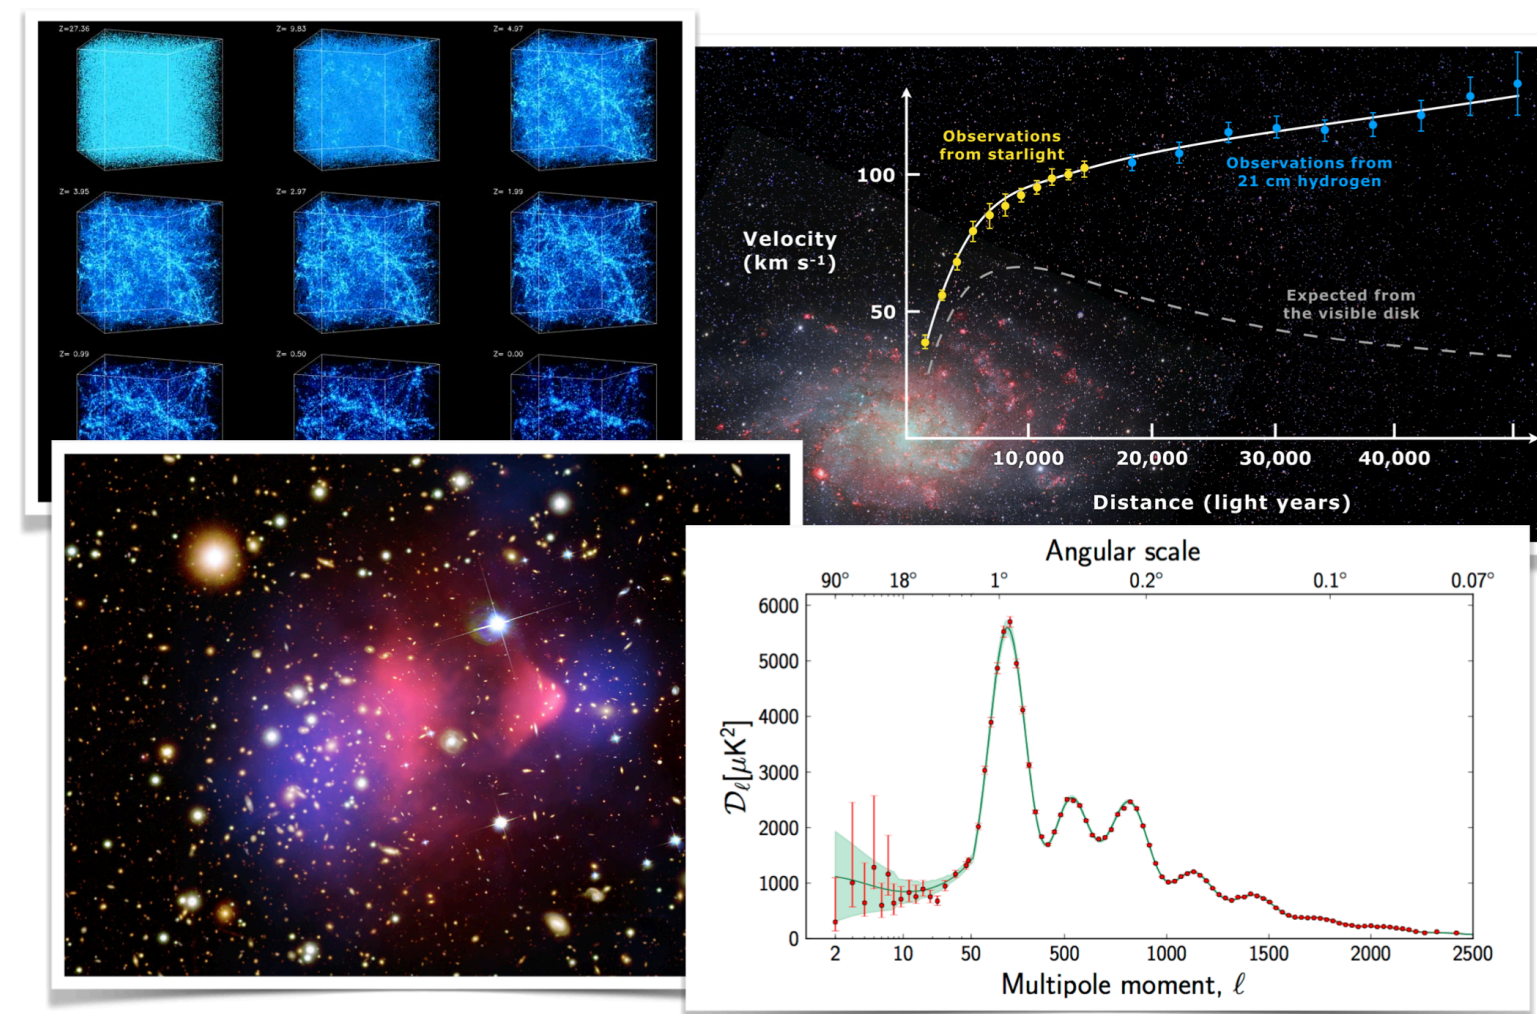 Z=27.36
Z= 9.83
Z= 4.97
Z= 3.95
Z= 2.97
Z= 1.99
Z= 0.99
Z= 0.50
Z= 0.00
Observations
from starlight
Observations from
21 cm hydrogen
100
Velocity
(km s⁻¹)
50
Expected from
the visible disk
10,000 20,000 30,000 40,000
Distance (light years)
Angular scale
90° 18° 1° 0.2° 0.1° 0.07°
6000
5000
4000
3000
2000
1000
0
𝒟ℓ[μK²]
2 10 50 500 1000 1500 2000 2500
Multipole moment, ℓ